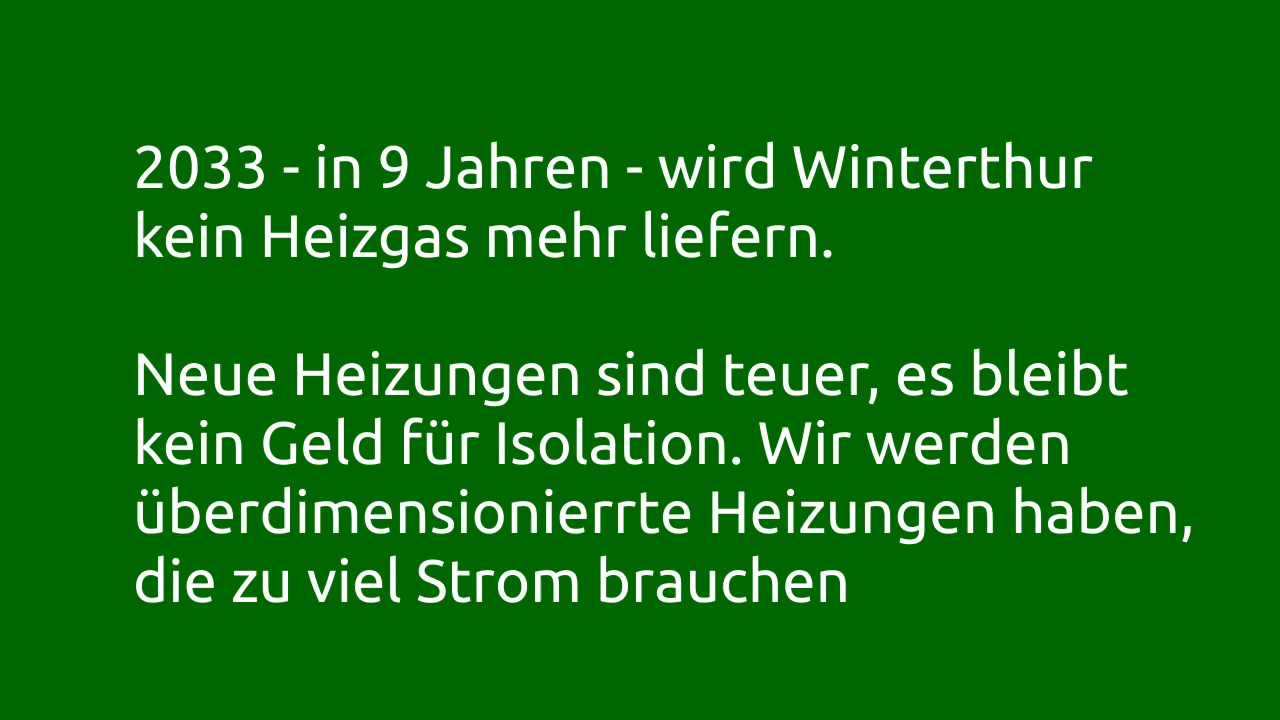 2033 - in 9 Jahren - wird Winterthur
kein Heizgas mehr liefern.
Neue Heizungen sind teuer, es bleibt
kein Geld für Isolation. Wir werden
überdimensionierrte Heizungen haben,
die zu viel Strom brauchen